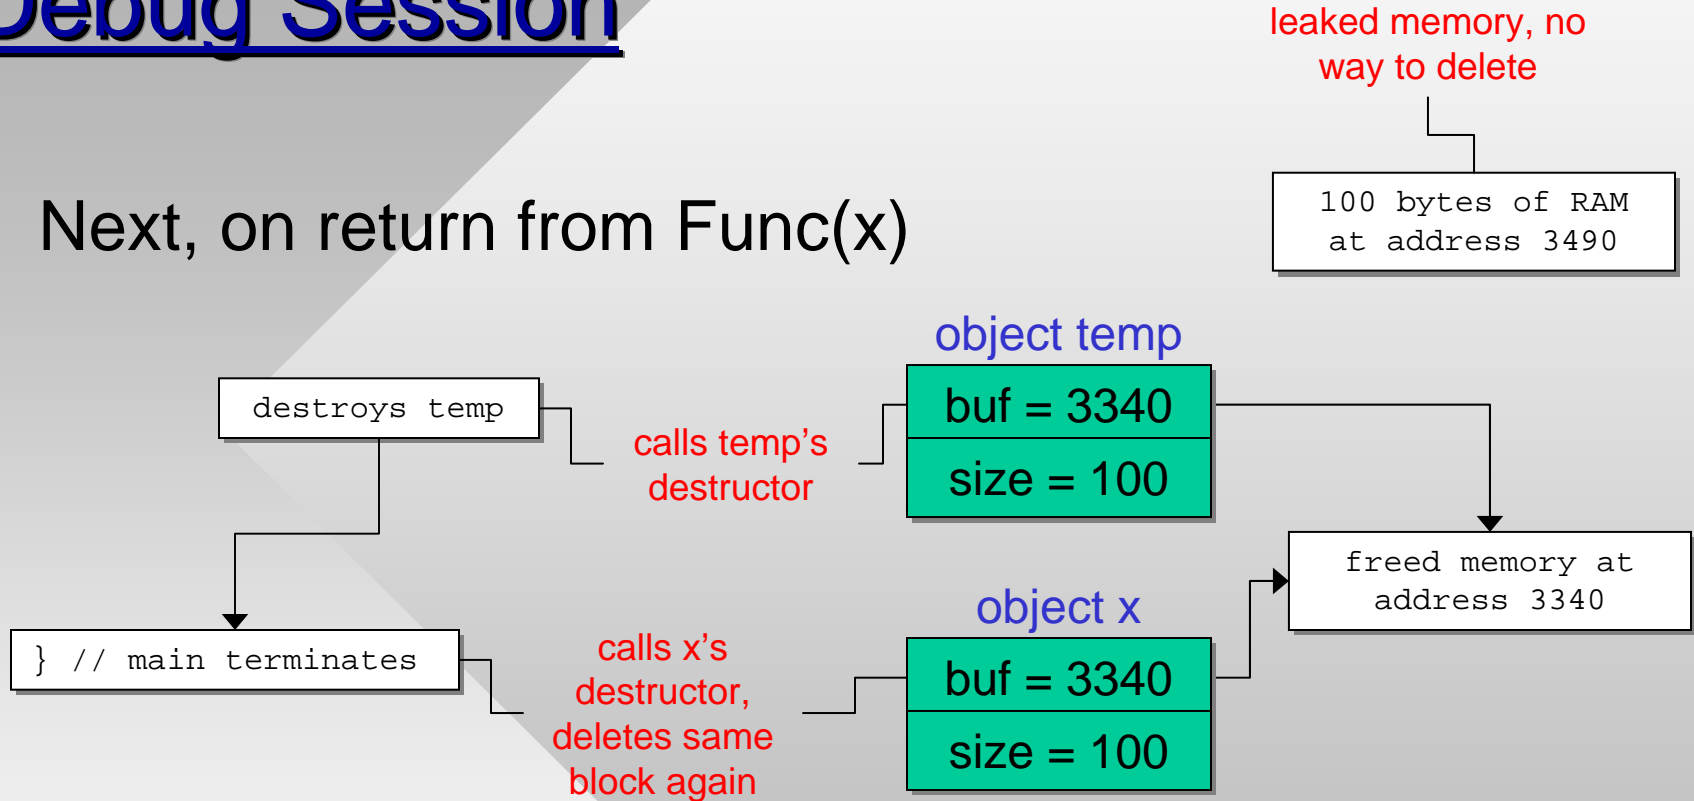 Debug Session
leaked memory, no
way to delete
100 bytes of RAM
at address 3490
Next, on return from Func(x)
object temp
destroys temp
calls temp’s
destructor
buf = 3340
size = 100
freed memory at
address 3340
object x
} // main terminates
calls x’s
destructor,
deletes same
block again
buf = 3340
size = 100